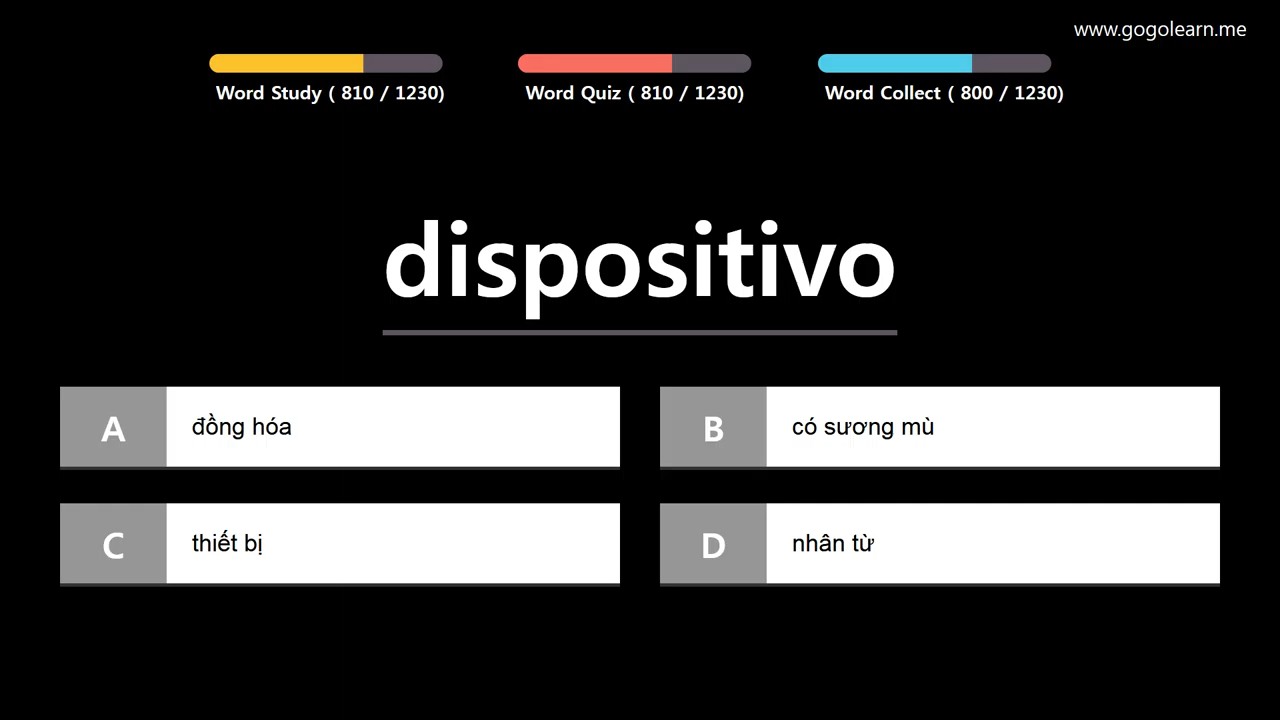 www.gogolearn.me
Word Study ( 810 / 1230)
Word Quiz ( 810 / 1230)
Word Collect ( 800 / 1230)
dispositivo
A đồng hóa
B có sương mù
C thiết bị
D nhân từ